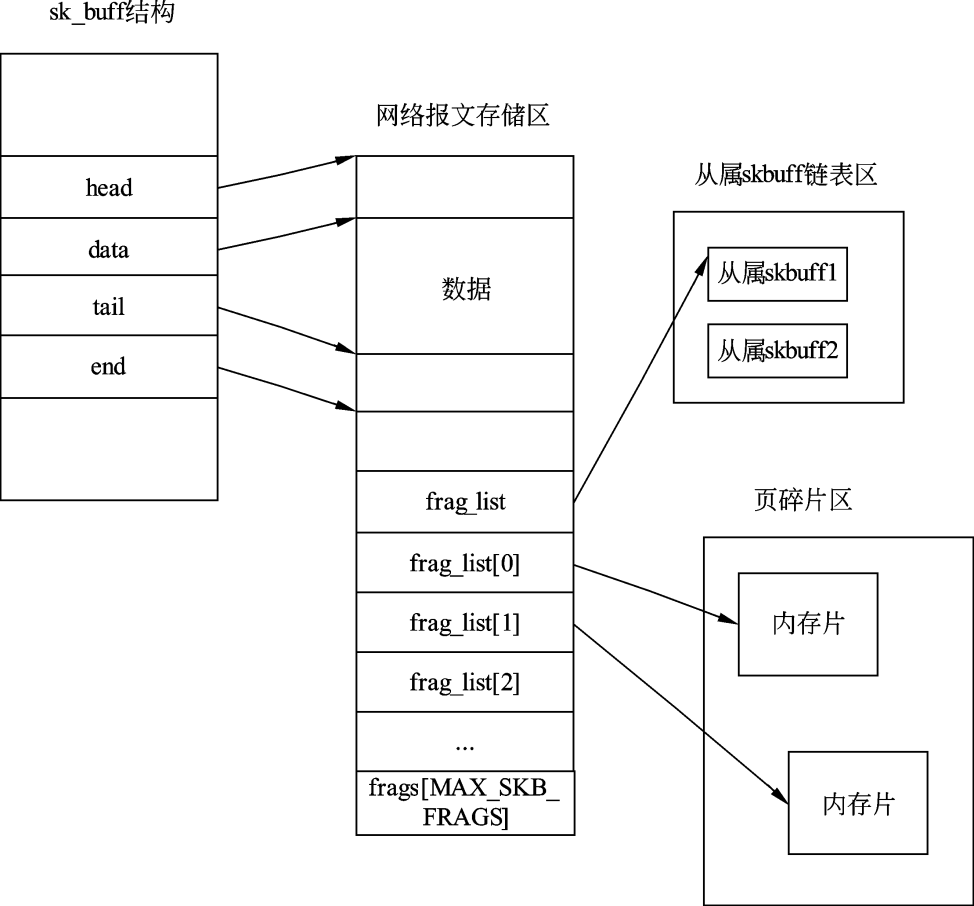 sk_buff结构
head
data
tail
end
网络报文存储区
数据
frag_list
frag_list[0]
frag_list[1]
frag_list[2]
...
frags[MAX_SKB_
FRAGS]
从属skbuff链表区
从属skbuff1
从属skbuff2
页碎片区
内存片
内存片